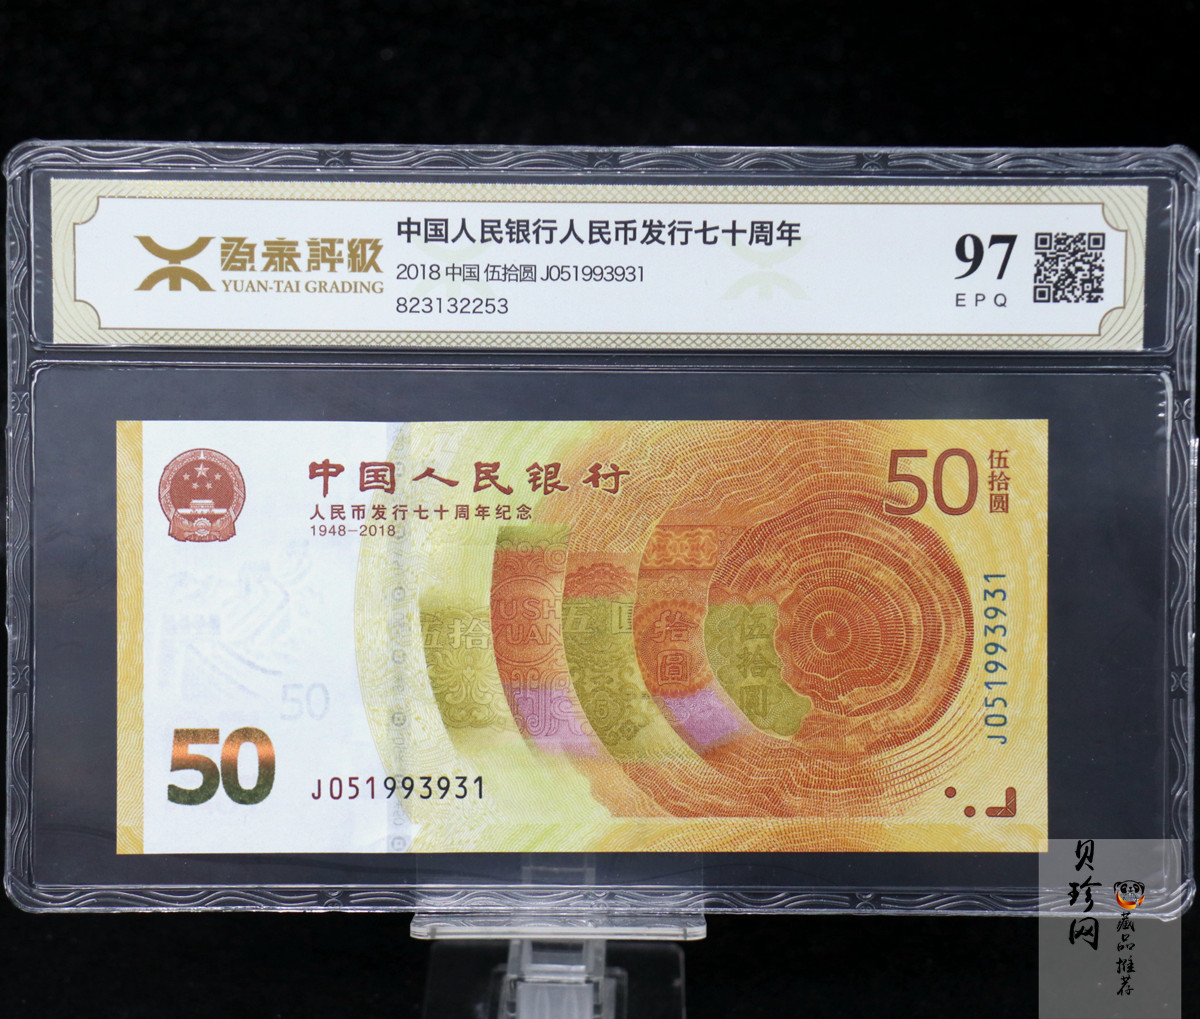 源泰評級
YUAN-TAI GRADING
中国人民银行人民币发行七十周年
2018 中国 伍拾圆 J051993931
823132253
97
EPQ
中国人民银行
人民币发行七十周年纪念
1948-2018
50
伍拾圆
伍拾
YUAN
五圓
拾圓
伍拾圆
J051993931
50
50
J051993931
贝珍网
藏品推荐